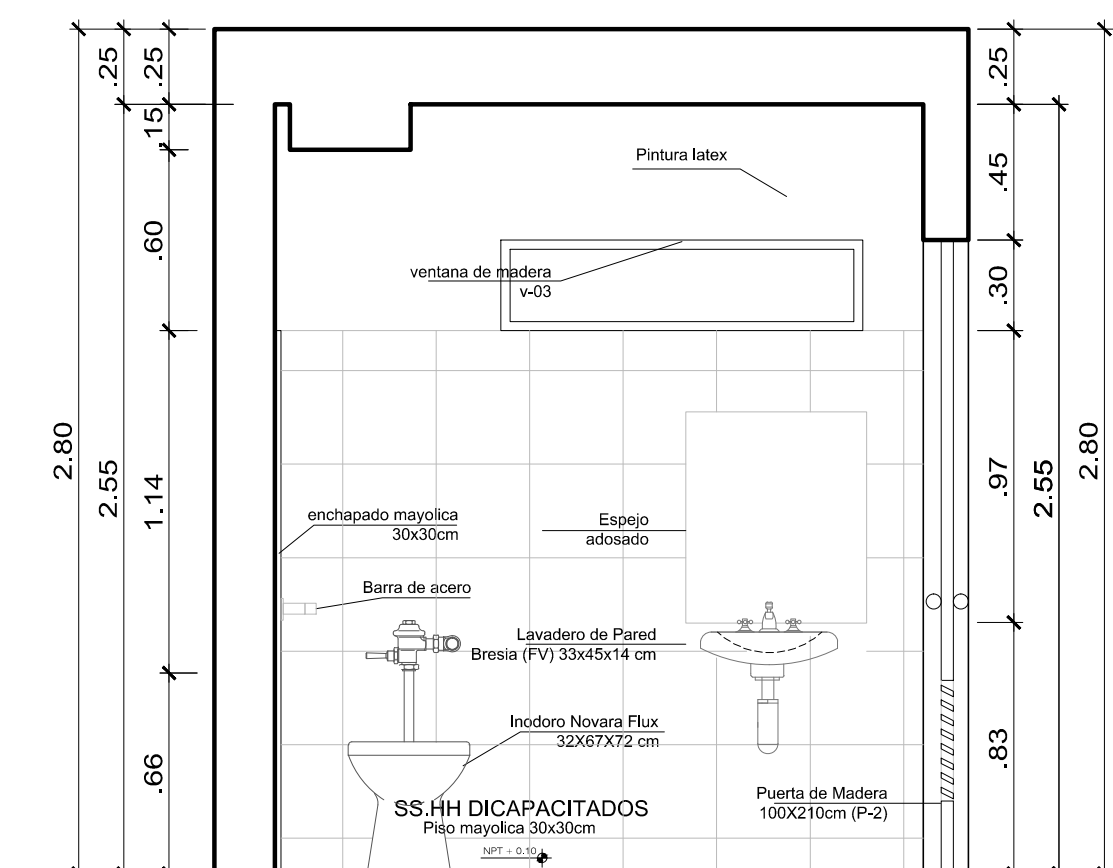 .25
.25
.25
.15
.45
Pintura latex
.60
ventana de madera
v-03
.30
2.80
2.55
1.14
.97
2.55
2.80
enchapado mayolica
30x30cm
Espejo
adosado
Barra de acero
Lavadero de Pared
Bresia (FV) 33x45x14 cm
Inodoro Novara Flux
32X67X72 cm
.66
.83
Puerta de Madera
100X210cm (P-2)
SS.HH DICAPACITADOS
Piso mayolica 30x30cm
NPT + 0.10